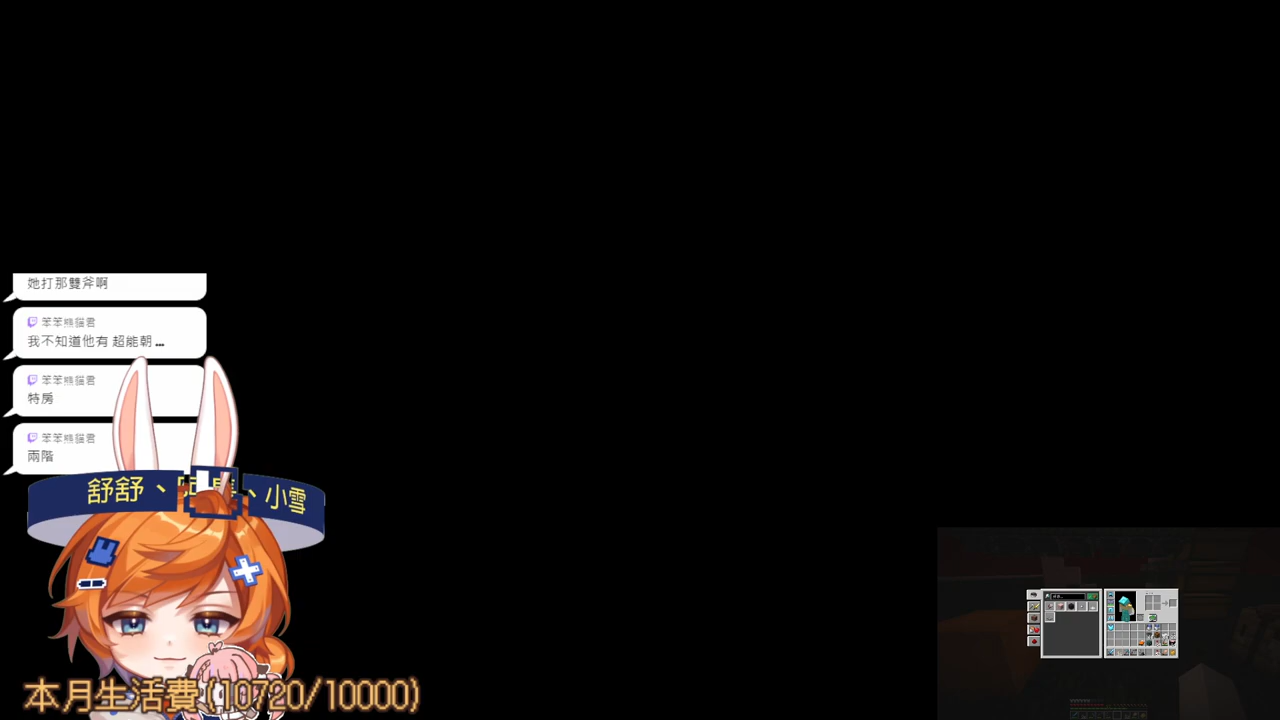 她打那雙斧啊
笨笨熊貓君
我不知道他有 超能朝 ...
笨笨熊貓君
特房
笨笨熊貓君
兩階
舒舒、
、小雪
本月生活費(10720/10000)